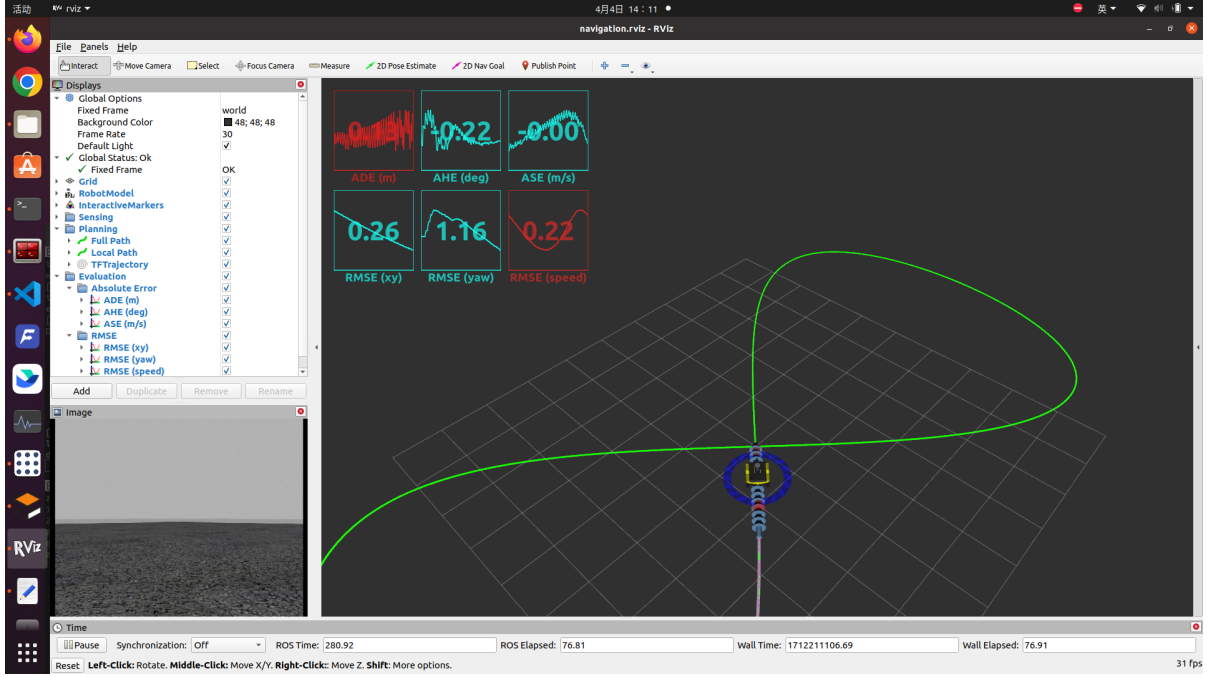 活动 rviz 4月4日 14：11 英
navigation.rviz - RViz
File Panels Help
Interact Move Camera Select Focus Camera Measure 2D Pose Estimate 2D Nav Goal Publish Point
Displays
Global Options
Fixed Frame world
Background Color 48; 48; 48
Frame Rate 30
Default Light
Global Status: Ok
Fixed Frame OK
Grid
RobotModel
InteractiveMarkers
Sensing
Planning
Full Path
Local Path
TFTrajectory
Evaluation
Absolute Error
ADE (m)
AHE (deg)
ASE (m/s)
RMSE
RMSE (xy)
RMSE (yaw)
RMSE (speed)
Add Duplicate Remove Rename
Image
-0.22 -0.00
ADE (m) AHE (deg) ASE (m/s)
0.26 1.16 0.22
RMSE (xy) RMSE (yaw) RMSE (speed)
RViz
Time
Pause Synchronization: Off ROS Time: 280.92 ROS Elapsed: 76.81 Wall Time: 1712211106.69 Wall Elapsed: 76.91
Reset Left-Click: Rotate. Middle-Click: Move X/Y. Right-Click:: Move Z. Shift: More options. 31 fps